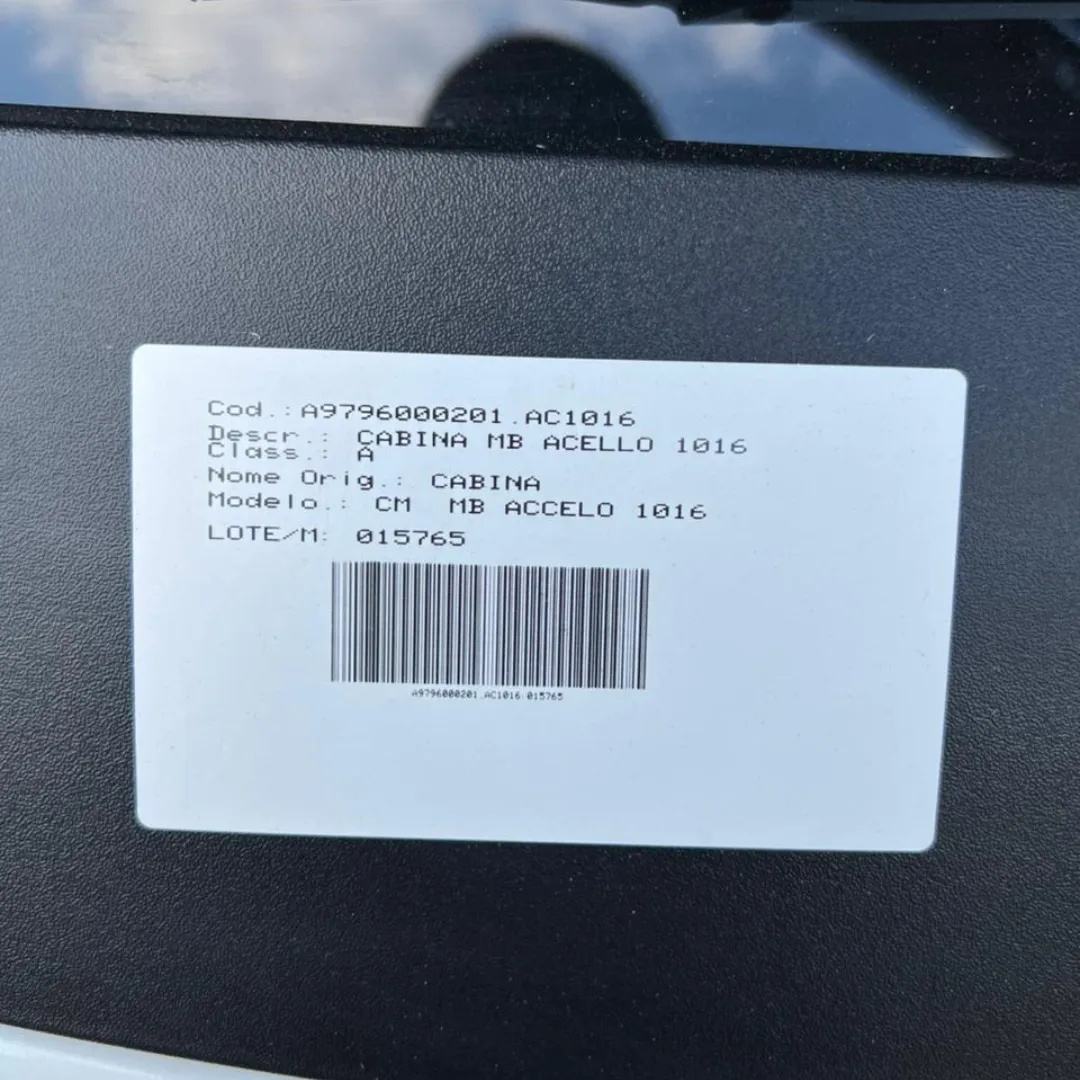 Cod.:A9796000201.AC1016
Descr.: CABINA MB ACELLO 1016
Class.: A
Nome Orig.: CABINA
Modelo.: CM MB ACCELO 1016
LOTE/M: 015765
A9796000201.AC1016/015765